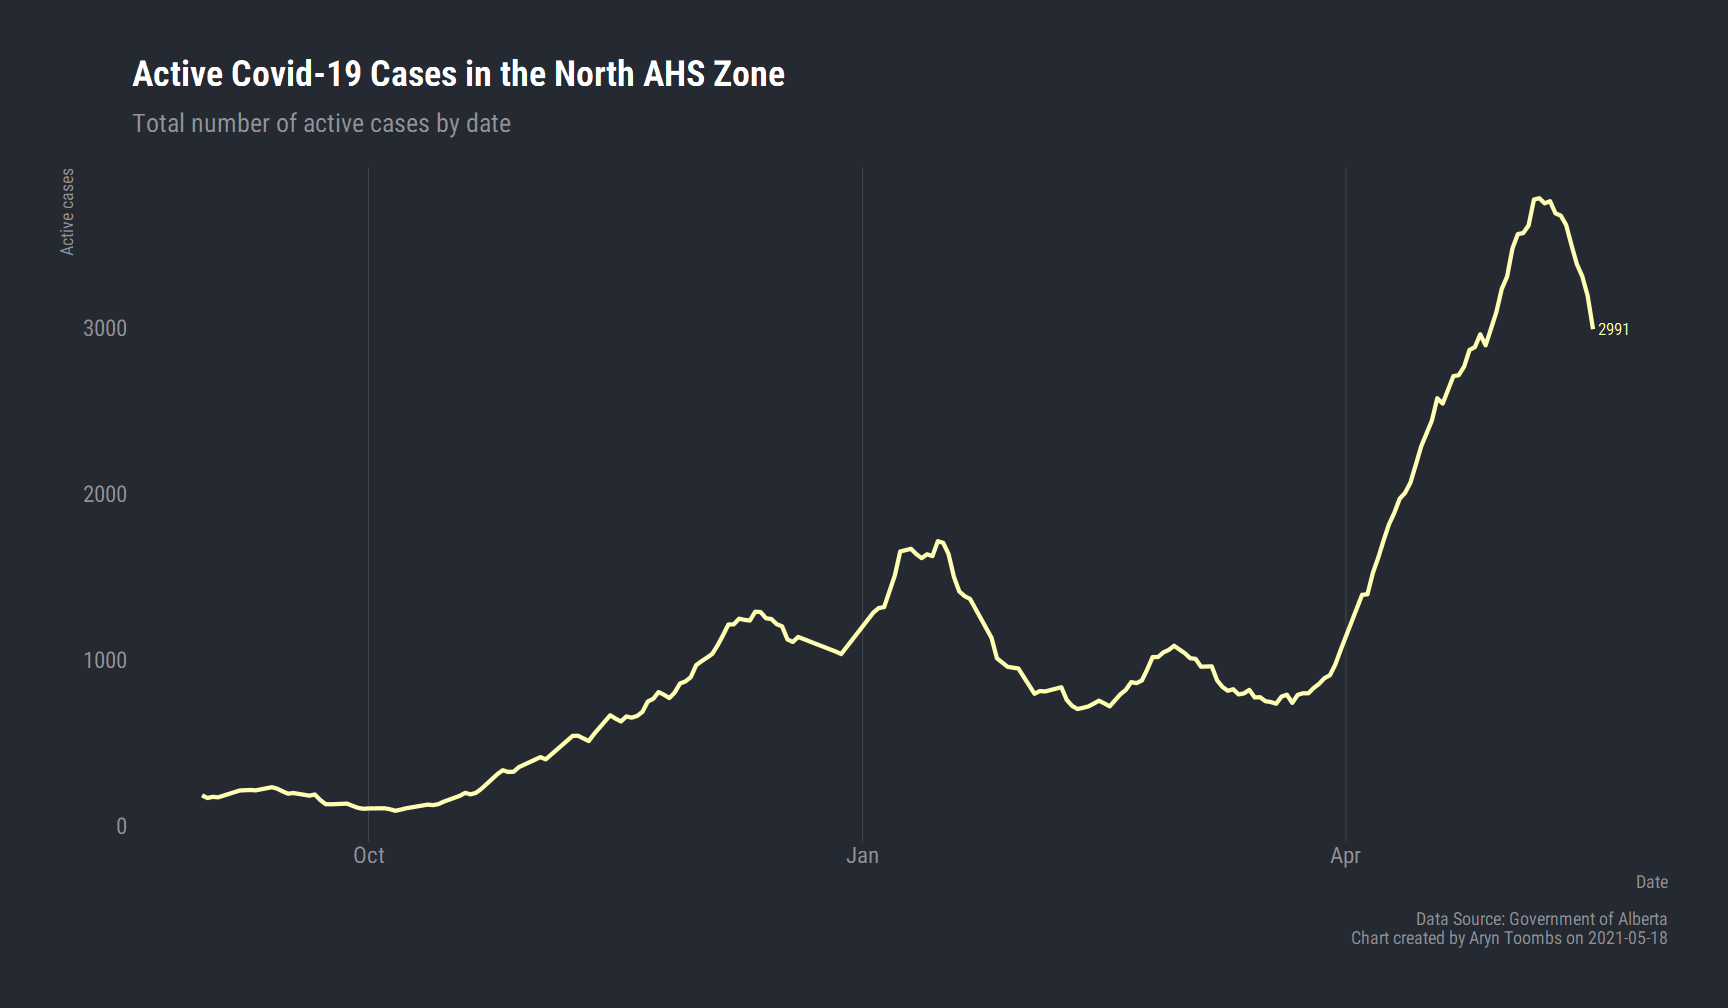 Active Covid-19 Cases in the North AHS Zone
Total number of active cases by date
Active cases
3000
2000
1000
0
2991
Oct
Jan
Apr
Date
Data Source: Government of Alberta
Chart created by Aryn Toombs on 2021-05-18